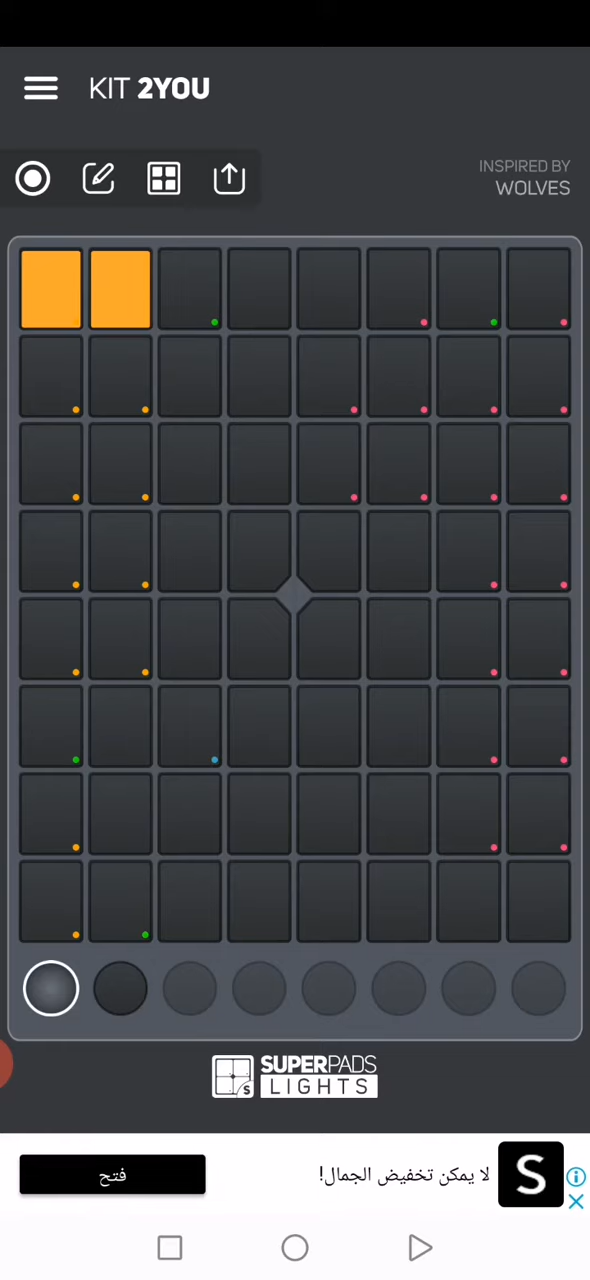 KIT 2YOU
INSPIRED BY
WOLVES
SUPERPADS
LIGHTS
S
لا يمكن تخفيض الجمال!
فتح
S